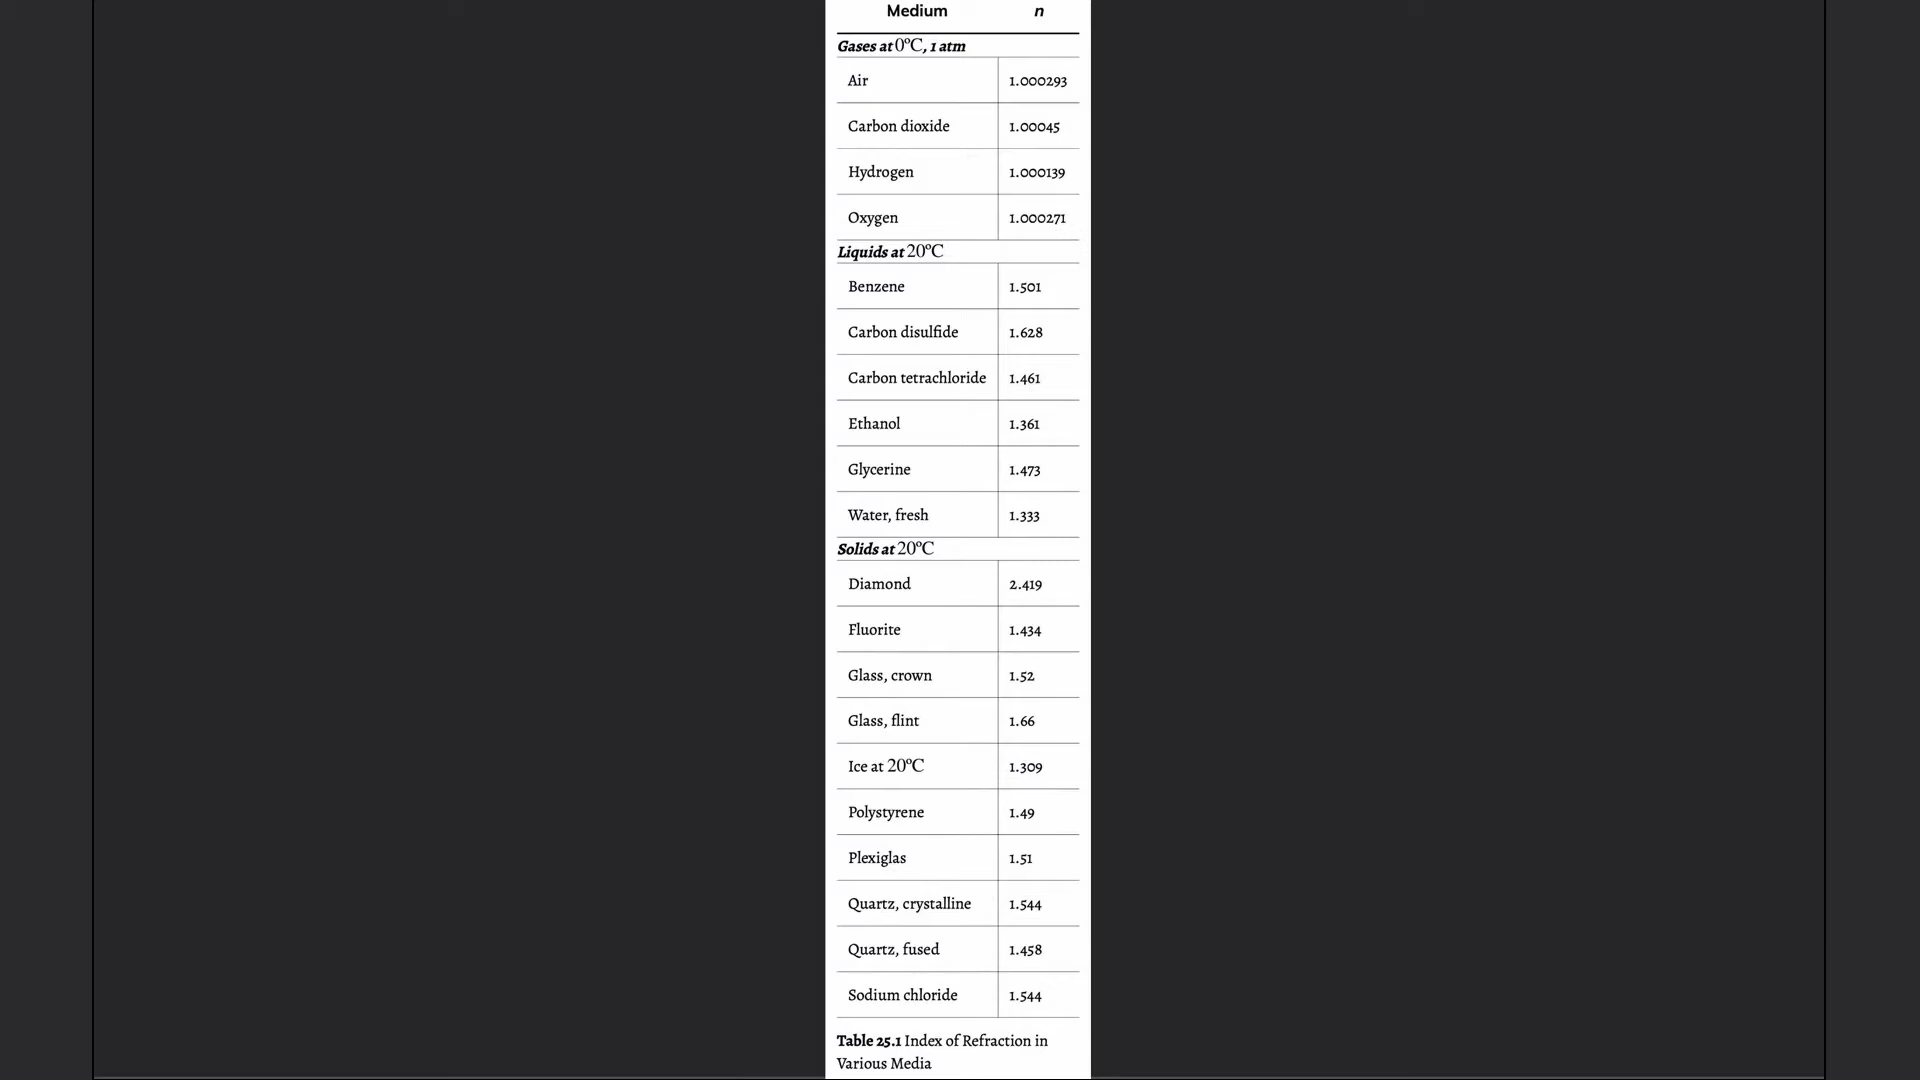 Medium n
Gases at 0ºC, 1 atm
Air 1.000293
Carbon dioxide 1.00045
Hydrogen 1.000139
Oxygen 1.000271
Liquids at 20ºC
Benzene 1.501
Carbon disulfide 1.628
Carbon tetrachloride 1.461
Ethanol 1.361
Glycerine 1.473
Water, fresh 1.333
Solids at 20ºC
Diamond 2.419
Fluorite 1.434
Glass, crown 1.52
Glass, flint 1.66
Ice at 20ºC 1.309
Polystyrene 1.49
Plexiglas 1.51
Quartz, crystalline 1.544
Quartz, fused 1.458
Sodium chloride 1.544
Table 25.1 Index of Refraction in
Various Media